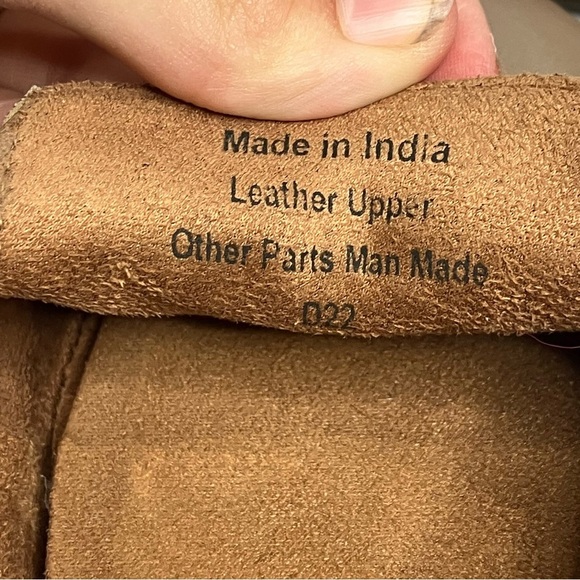 Made in India
Leather Upper
Other Parts Man Made
D22